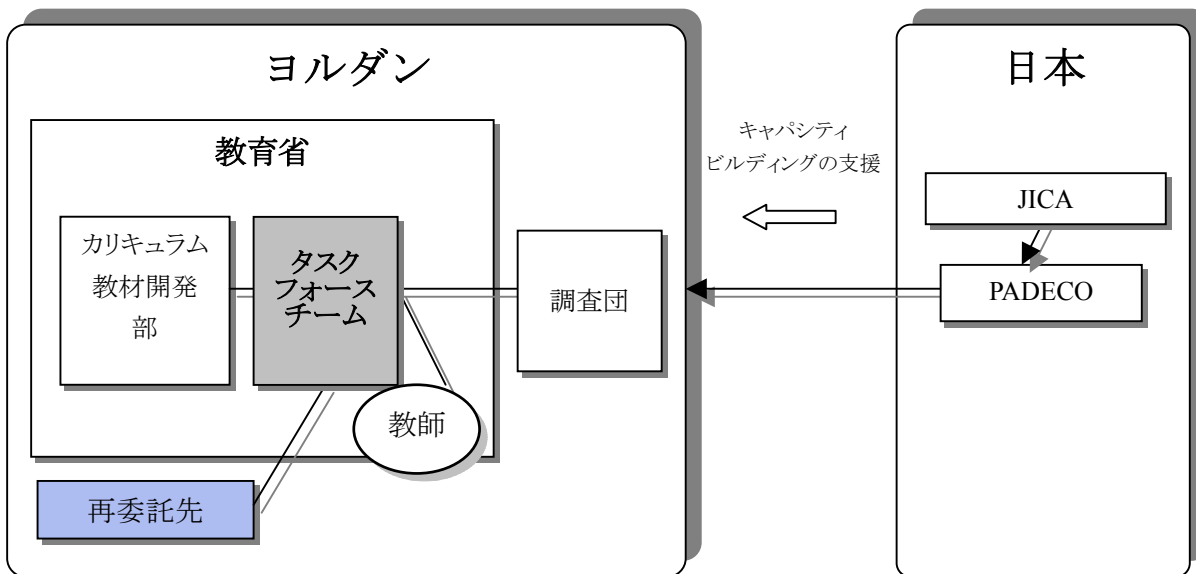 ヨルダン
教育省
カリキュラム
教材開発
部
タスク
フォース
チーム
調査団
教師
再委託先
キャパシティ
ビルディングの支援
日本
JICA
PADECO